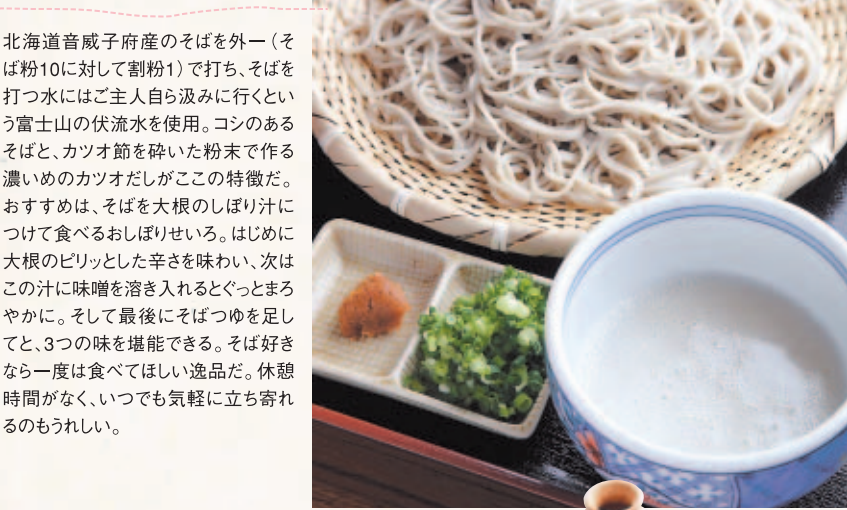 北海道音威子府産のそばを外一（そ
ば粉10に対して割粉1）で打ち、そばを
打つ水にはご主人自ら汲みに行くとい
う富士山の伏流水を使用。コシのある
そばと、カツオ節を砕いた粉末で作る
濃いめのカツオだしがここの特徴だ。
おすすめは、そばを大根のしぼり汁に
つけて食べるおしぼりせいろ。はじめに
大根のピリッとした辛さを味わい、次は
この汁に味噌を溶き入れるとぐっとまろ
やかに。そして最後にそばつゆを足し
てと、3つの味を堪能できる。そば好き
なら一度は食べてほしい逸品だ。休憩
時間がなく、いつでも気軽に立ち寄れ
るのもうれしい。